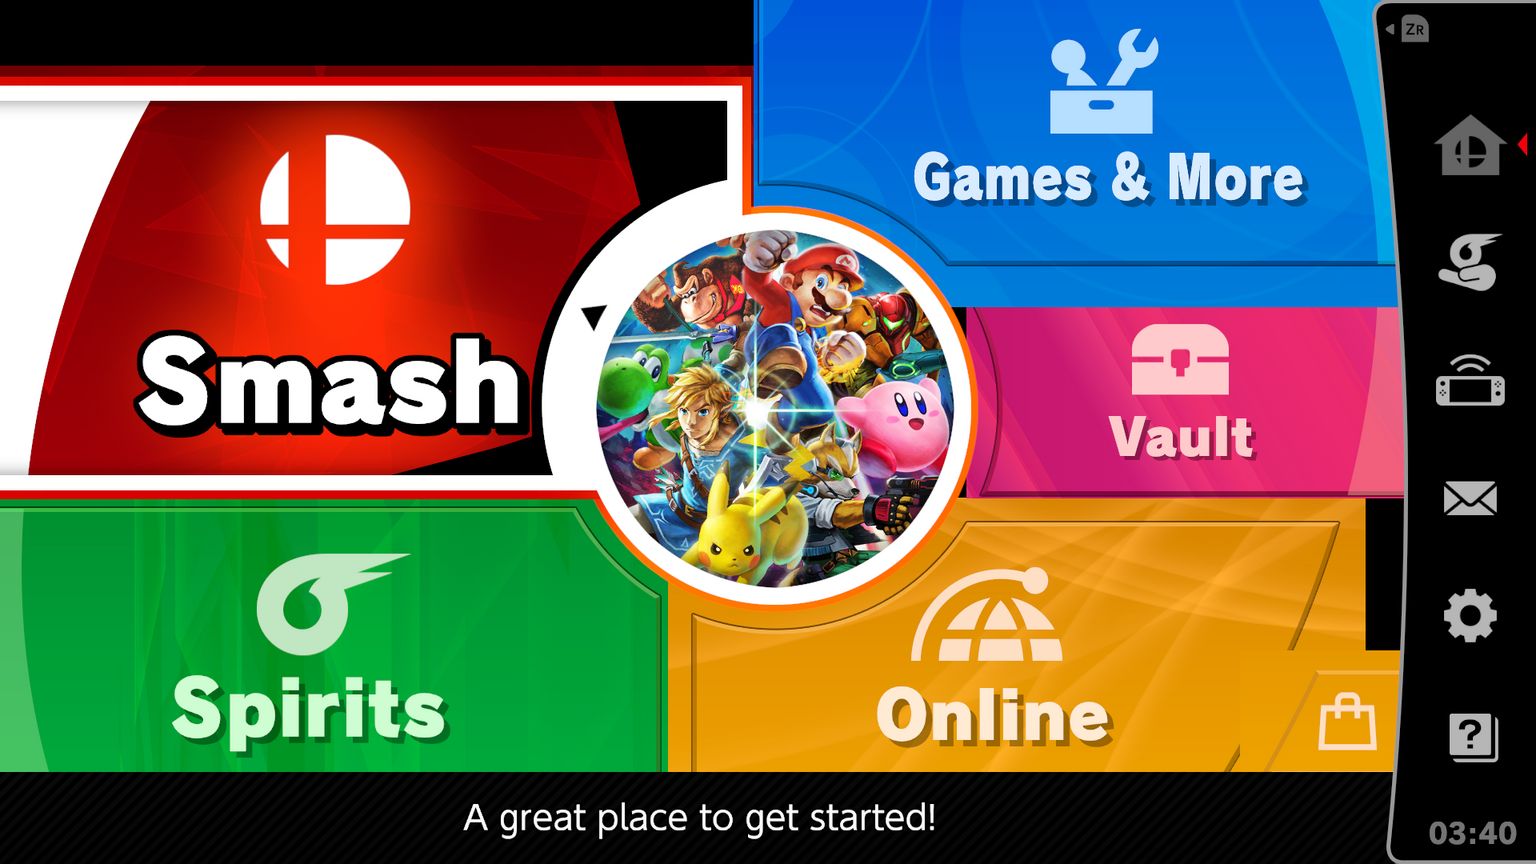 ZR
Games & More
Smash
Vault
Spirits
Online
?
A great place to get started!
03:40